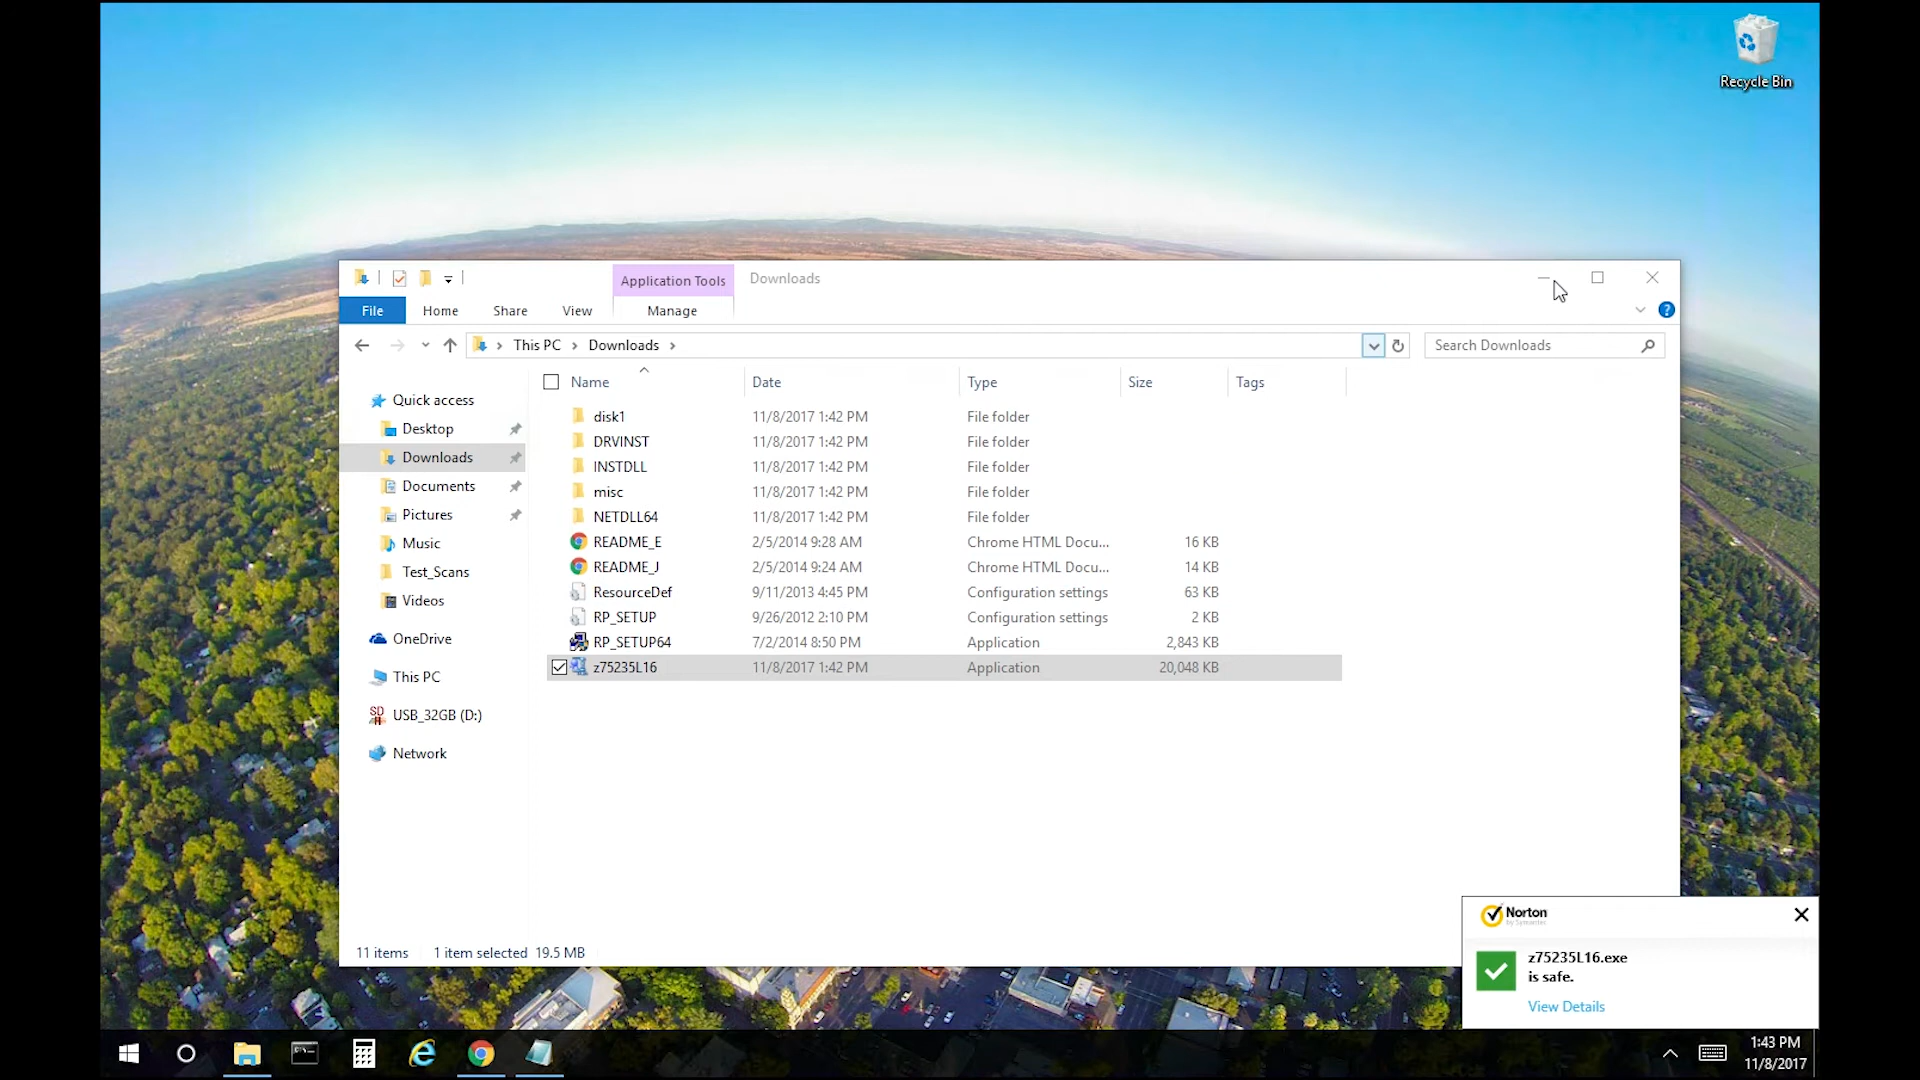 Recycle Bin
Application Tools
Downloads
File
Home
Share
View
Manage
This PC
Downloads
Search Downloads
Name
Date
Type
Size
Tags
Quick access
Desktop
Downloads
Documents
Pictures
Music
Test_Scans
Videos
OneDrive
This PC
USB_32GB (D:)
Network
disk1 11/8/2017 1:42 PM File folder
DRVINST 11/8/2017 1:42 PM File folder
INSTDLL 11/8/2017 1:42 PM File folder
misc 11/8/2017 1:42 PM File folder
NETDLL64 11/8/2017 1:42 PM File folder
README_E 2/5/2014 9:28 AM Chrome HTML Docu... 16 KB
README_J 2/5/2014 9:24 AM Chrome HTML Docu... 14 KB
ResourceDef 9/11/2013 4:45 PM Configuration settings 63 KB
RP_SETUP 9/26/2012 2:10 PM Configuration settings 2 KB
RP_SETUP64 7/2/2014 8:50 PM Application 2,843 KB
z75235L16 11/8/2017 1:42 PM Application 20,048 KB
11 items
1 item selected 19.5 MB
Norton
by Symantec
z75235L16.exe
is safe.
View Details
1:43 PM
11/8/2017